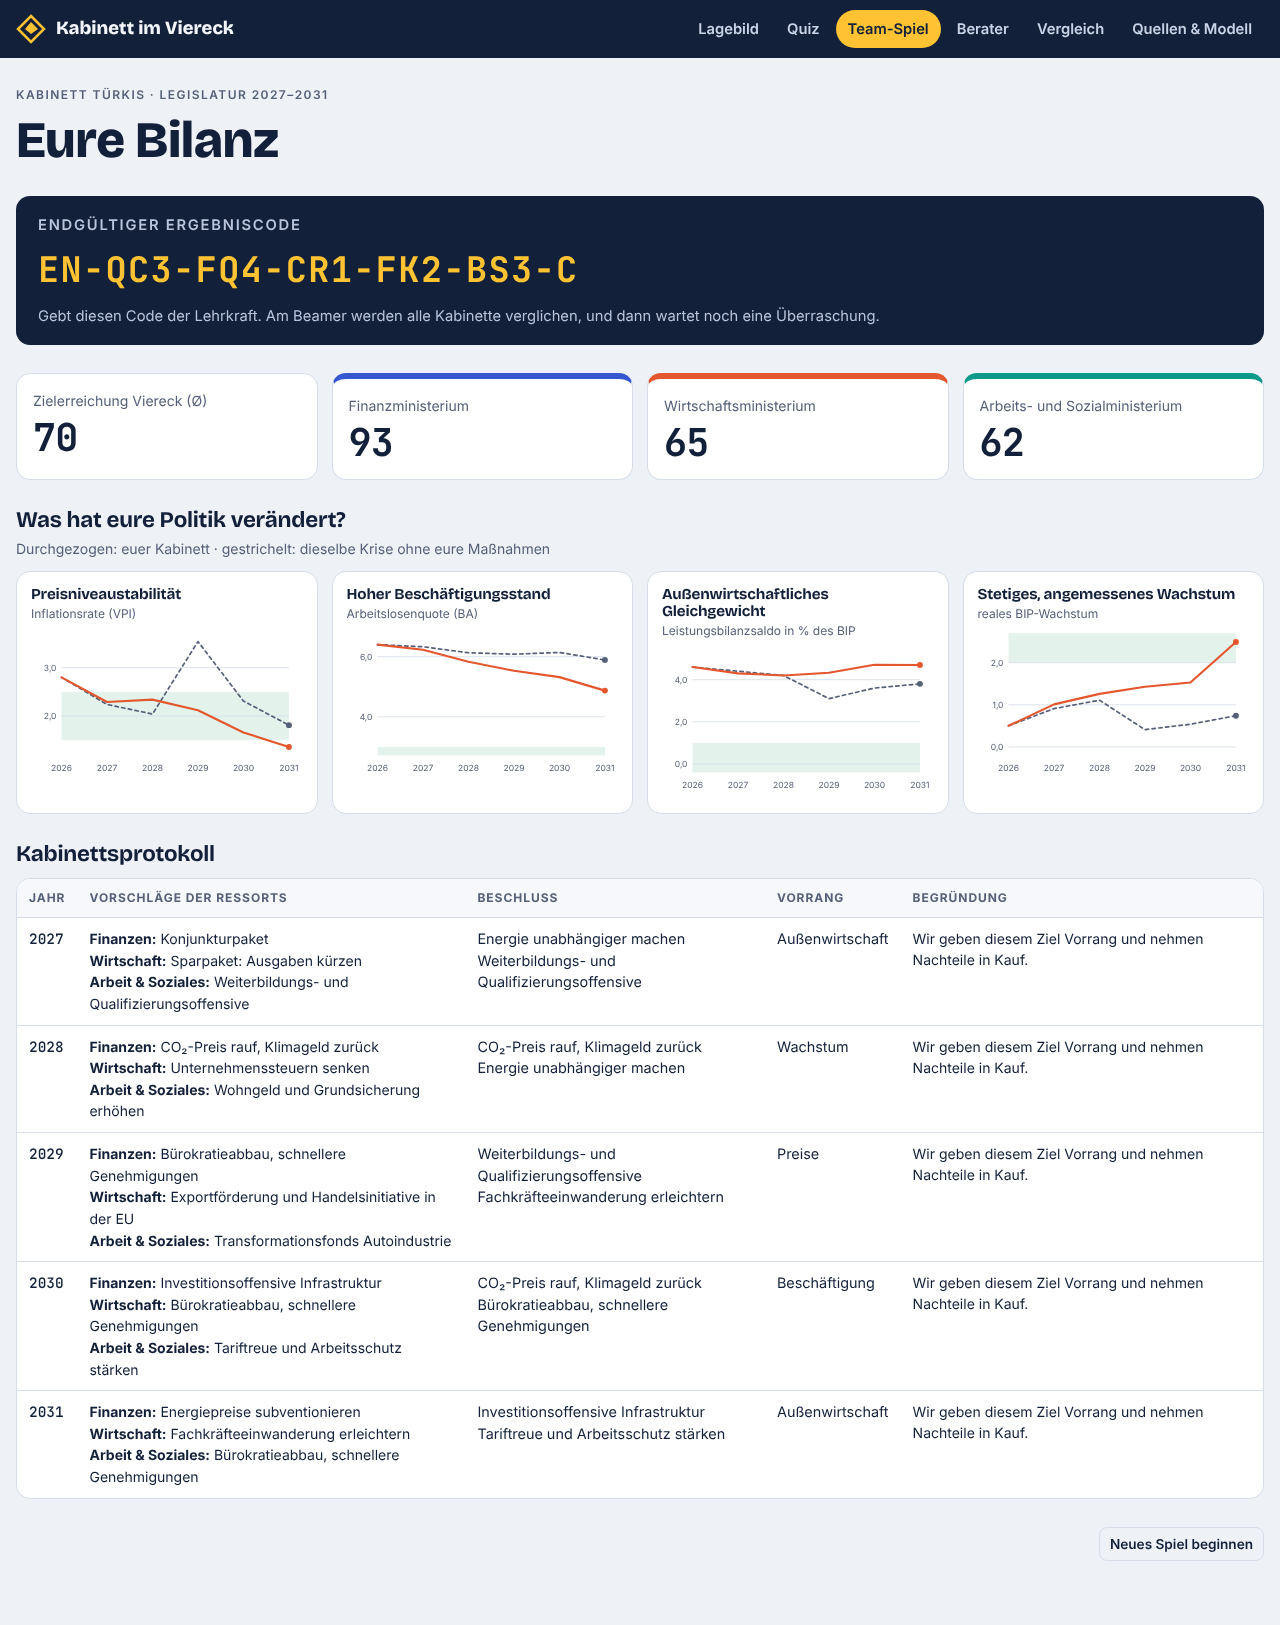 Kabinett im Viereck
Lagebild
Quiz
Team-Spiel
Berater
Vergleich
Quellen & Modell
KABINETT TÜRKIS · LEGISLATUR 2027–2031
Eure Bilanz
ENDGÜLTIGER ERGEBNISCODE
EN-QC3-FQ4-CR1-FK2-BS3-C
Gebt diesen Code der Lehrkraft. Am Beamer werden alle Kabinette verglichen, und dann wartet noch eine Überraschung.
Zielerreichung Viereck (Ø)
70
Finanzministerium
93
Wirtschaftsministerium
65
Arbeits- und Sozialministerium
62
Was hat eure Politik verändert?
Durchgezogen: euer Kabinett · gestrichelt: dieselbe Krise ohne eure Maßnahmen
Preisniveaustabilität
Inflationsrate (VPI)
3,0
2,0
2026 2027 2028 2029 2030 2031
Hoher Beschäftigungsstand
Arbeitslosenquote (BA)
6,0
4,0
2026 2027 2028 2029 2030 2031
Außenwirtschaftliches
Gleichgewicht
Leistungsbilanzsaldo in % des BIP
4,0
2,0
0,0
2026 2027 2028 2029 2030 2031
Stetiges, angemessenes Wachstum
reales BIP-Wachstum
2,0
1,0
0,0
2026 2027 2028 2029 2030 2031
Kabinettsprotokoll
JAHR VORSCHLÄGE DER RESSORTS BESCHLUSS VORRANG BEGRÜNDUNG
2027
Finanzen: Konjunkturpaket
Wirtschaft: Sparpaket: Ausgaben kürzen
Arbeit & Soziales: Weiterbildungs- und
Qualifizierungsoffensive
Energie unabhängiger machen
Weiterbildungs- und
Qualifizierungsoffensive
Außenwirtschaft
Wir geben diesem Ziel Vorrang und nehmen
Nachteile in Kauf.
2028
Finanzen: CO₂-Preis rauf, Klimageld zurück
Wirtschaft: Unternehmenssteuern senken
Arbeit & Soziales: Wohngeld und Grundsicherung
erhöhen
CO₂-Preis rauf, Klimageld zurück
Energie unabhängiger machen
Wachstum
Wir geben diesem Ziel Vorrang und nehmen
Nachteile in Kauf.
2029
Finanzen: Bürokratieabbau, schnellere
Genehmigungen
Wirtschaft: Exportförderung und Handelsinitiative in
der EU
Arbeit & Soziales: Transformationsfonds Autoindustrie
Weiterbildungs- und
Qualifizierungsoffensive
Fachkräfteeinwanderung erleichtern
Preise
Wir geben diesem Ziel Vorrang und nehmen
Nachteile in Kauf.
2030
Finanzen: Investitionsoffensive Infrastruktur
Wirtschaft: Bürokratieabbau, schnellere
Genehmigungen
Arbeit & Soziales: Tariftreue und Arbeitsschutz
stärken
CO₂-Preis rauf, Klimageld zurück
Bürokratieabbau, schnellere
Genehmigungen
Beschäftigung
Wir geben diesem Ziel Vorrang und nehmen
Nachteile in Kauf.
2031
Finanzen: Energiepreise subventionieren
Wirtschaft: Fachkräfteeinwanderung erleichtern
Arbeit & Soziales: Bürokratieabbau, schnellere
Genehmigungen
Investitionsoffensive Infrastruktur
Tariftreue und Arbeitsschutz stärken
Außenwirtschaft
Wir geben diesem Ziel Vorrang und nehmen
Nachteile in Kauf.
Neues Spiel beginnen